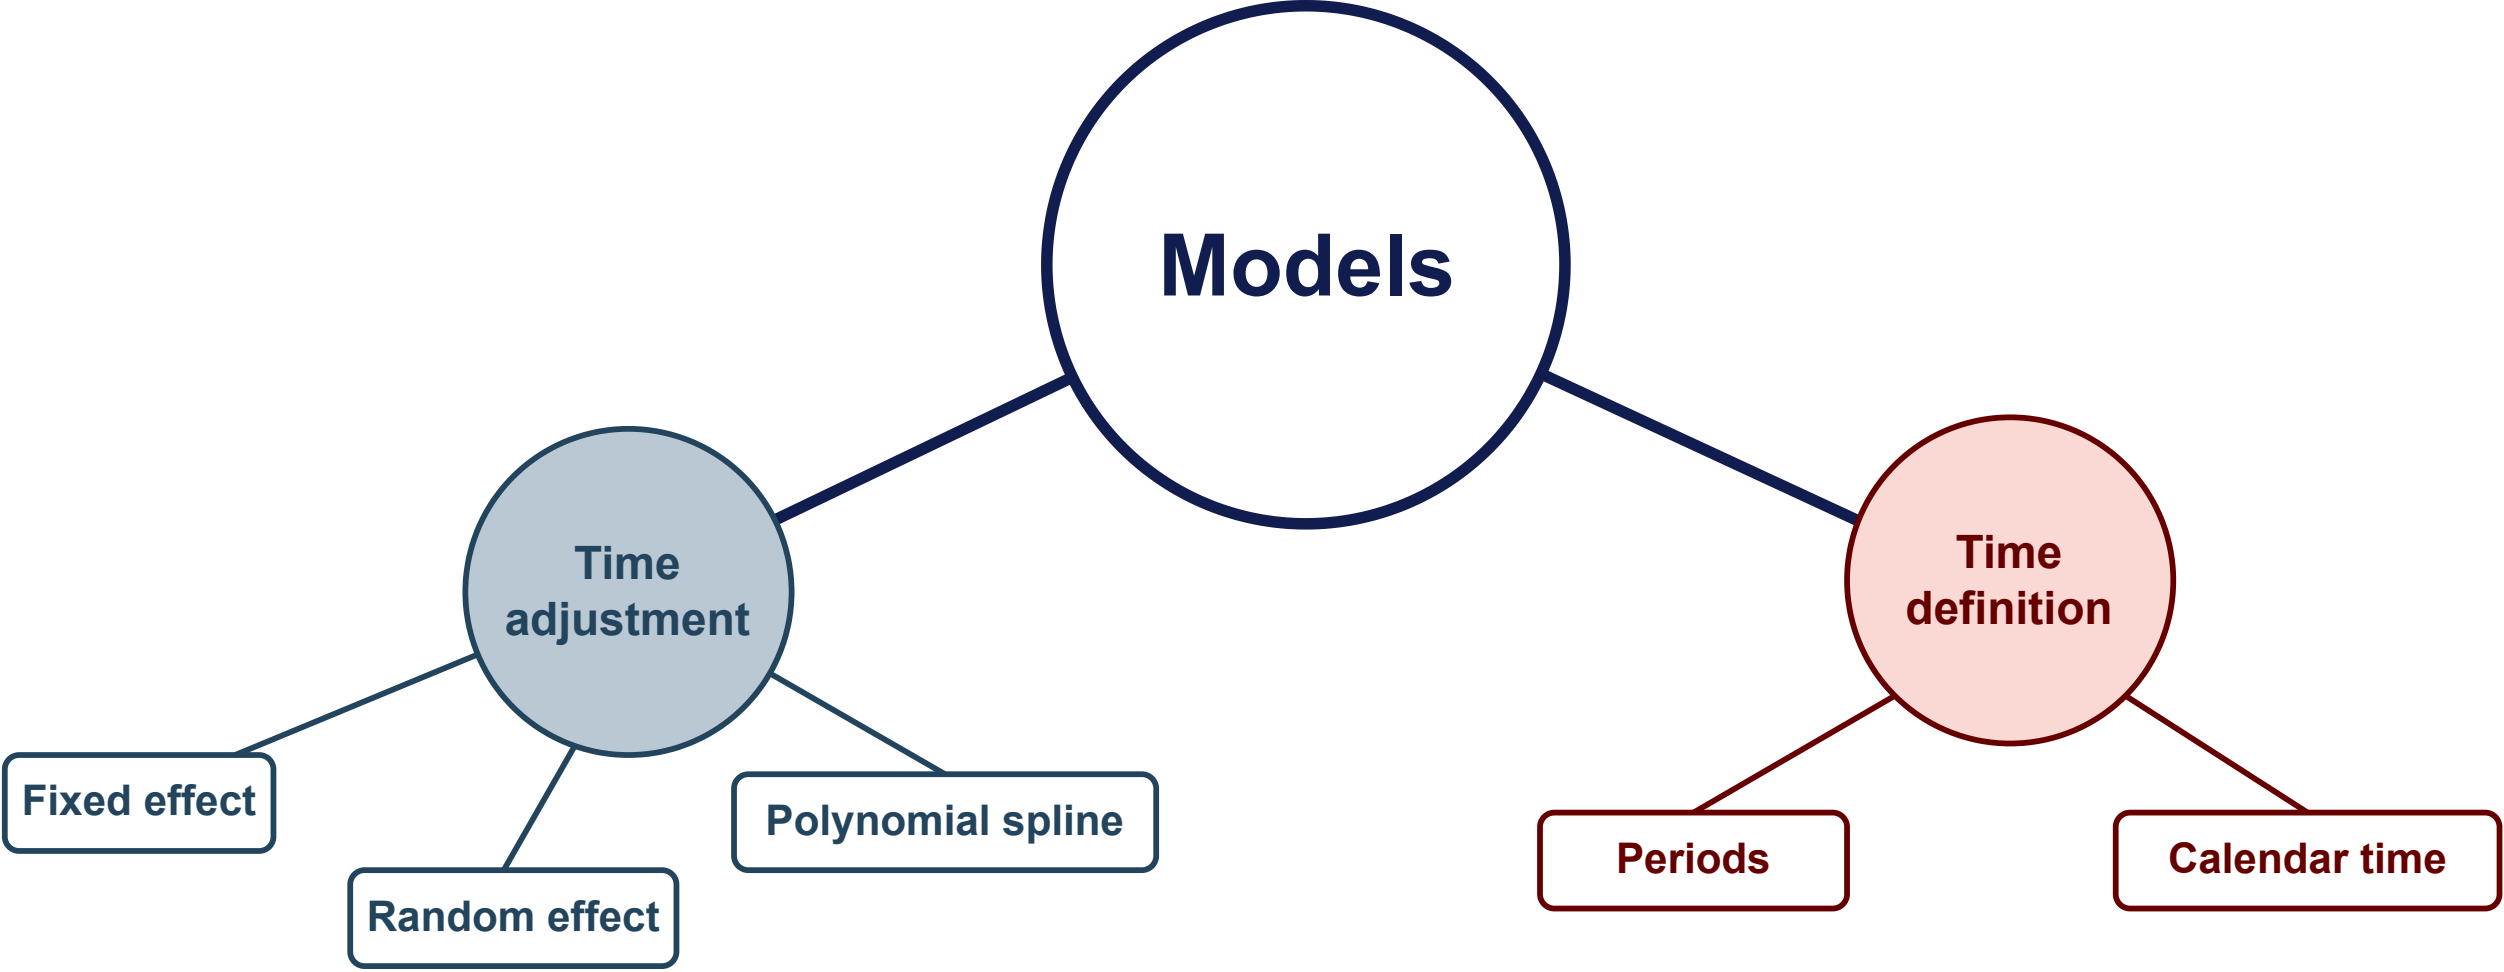 Models
Time
adjustment
Time
definition
Fixed effect
Random effect
Polynomial spline
Periods
Calendar time